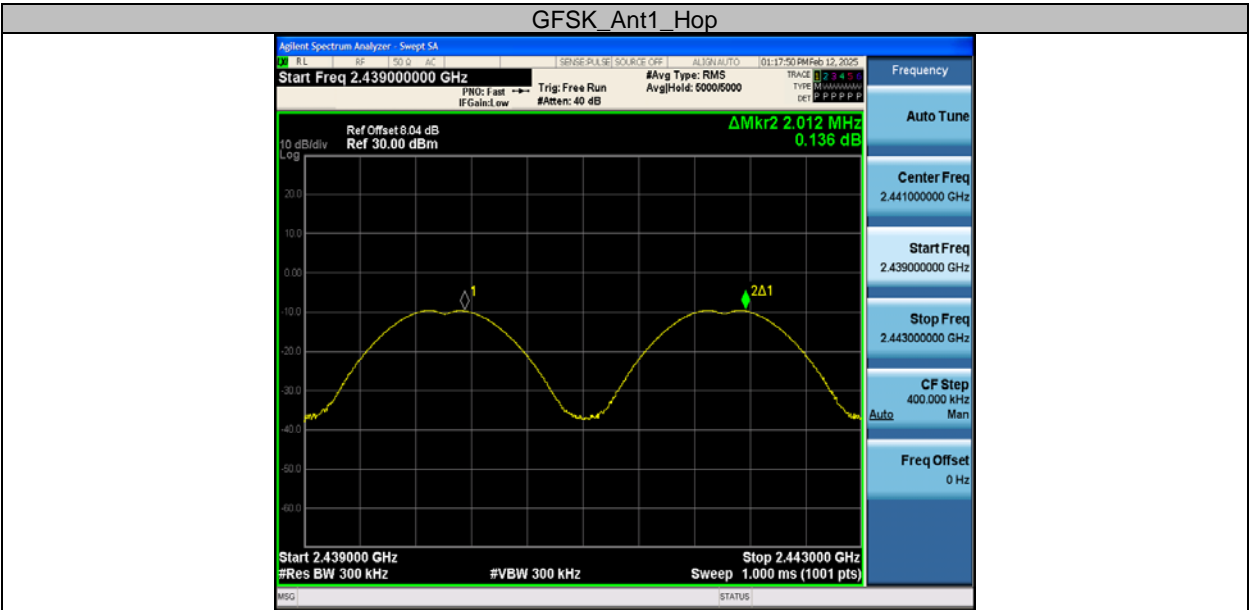 GFSK_Ant1_Hop
Agilent Spectrum Analyzer - Swept SA
RL RF 50 Ω AC SENSE:PULSE SOURCE OFF ALIGN AUTO 01:17:50 PM Feb 12, 2025
Start Freq 2.439000000 GHz
PNO: Fast
IFGain:Low
Trig: Free Run
#Atten: 40 dB
#Avg Type: RMS
Avg|Hold: 5000/5000
TRACE 1 2 3 4 5 6
TYPE M
DET P P P P P P
ΔMkr2 2.012 MHz
0.136 dB
Ref Offset 8.04 dB
10 dB/div Ref 30.00 dBm
Log
20.0
10.0
0.00
-10.0
-20.0
-30.0
-40.0
-50.0
-60.0
1
2Δ1
Start 2.439000 GHz Stop 2.443000 GHz
#Res BW 300 kHz #VBW 300 kHz Sweep 1.000 ms (1001 pts)
MSG STATUS
Frequency
Auto Tune
Center Freq
2.441000000 GHz
Start Freq
2.439000000 GHz
Stop Freq
2.443000000 GHz
CF Step
400.000 kHz
Auto Man
Freq Offset
0 Hz